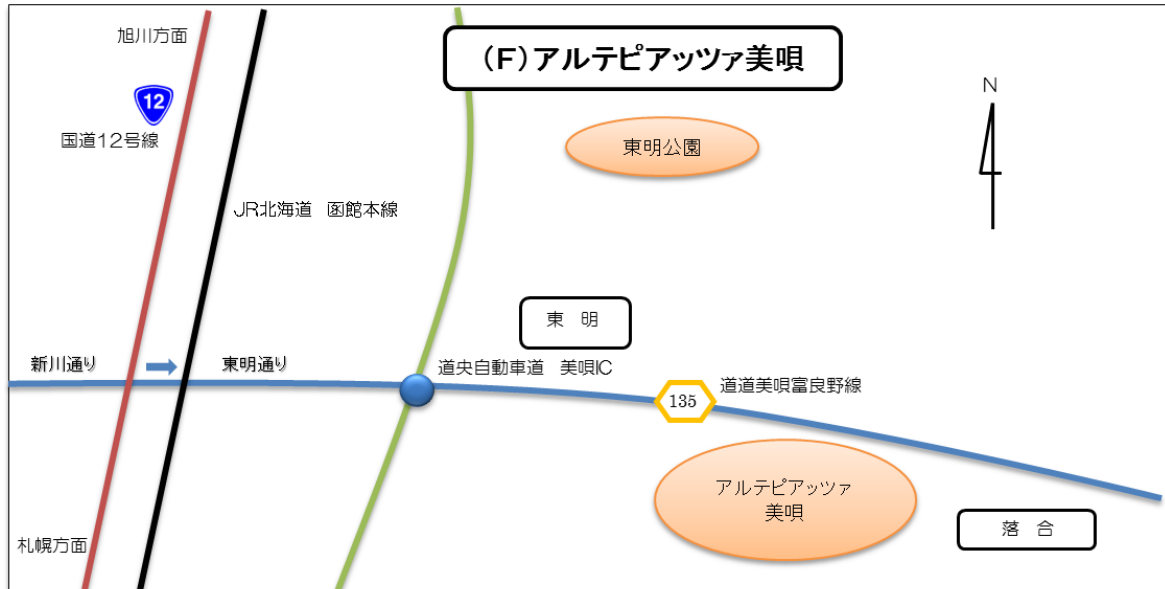 旭川方面
(F)アルテピアッツァ美唄
N
12
国道12号線
東明公園
JR北海道　函館本線
東　明
新川通り
東明通り
道央自動車道　美唄IC
135
道道美唄富良野線
アルテピアッツァ
美唄
落　合
札幌方面